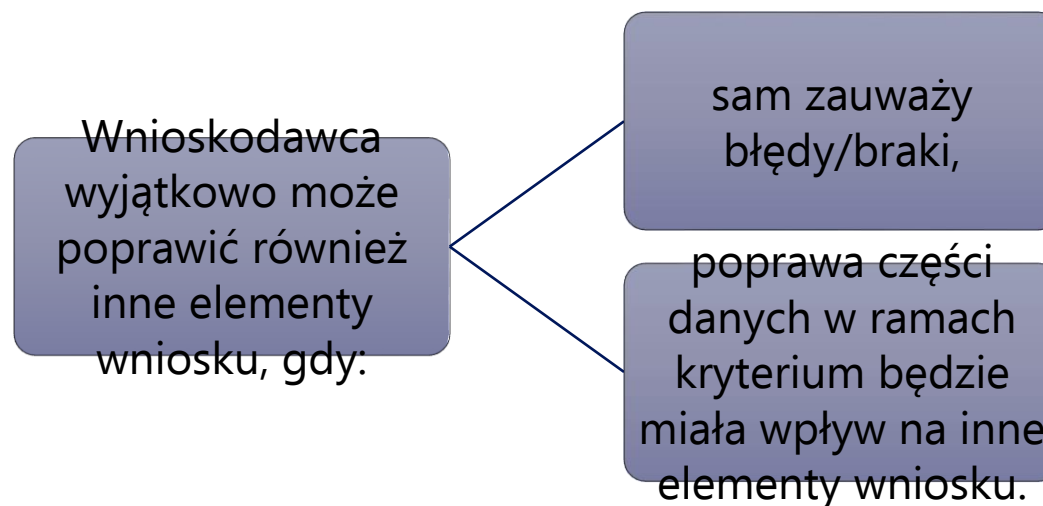 Wnioskodawca
wyjątkowo może
poprawić również
inne elementy
wniosku, gdy:
sam zauważy
błędy/braki,
poprawa części
danych w ramach
kryterium będzie
miała wpływ na inne
elementy wniosku.